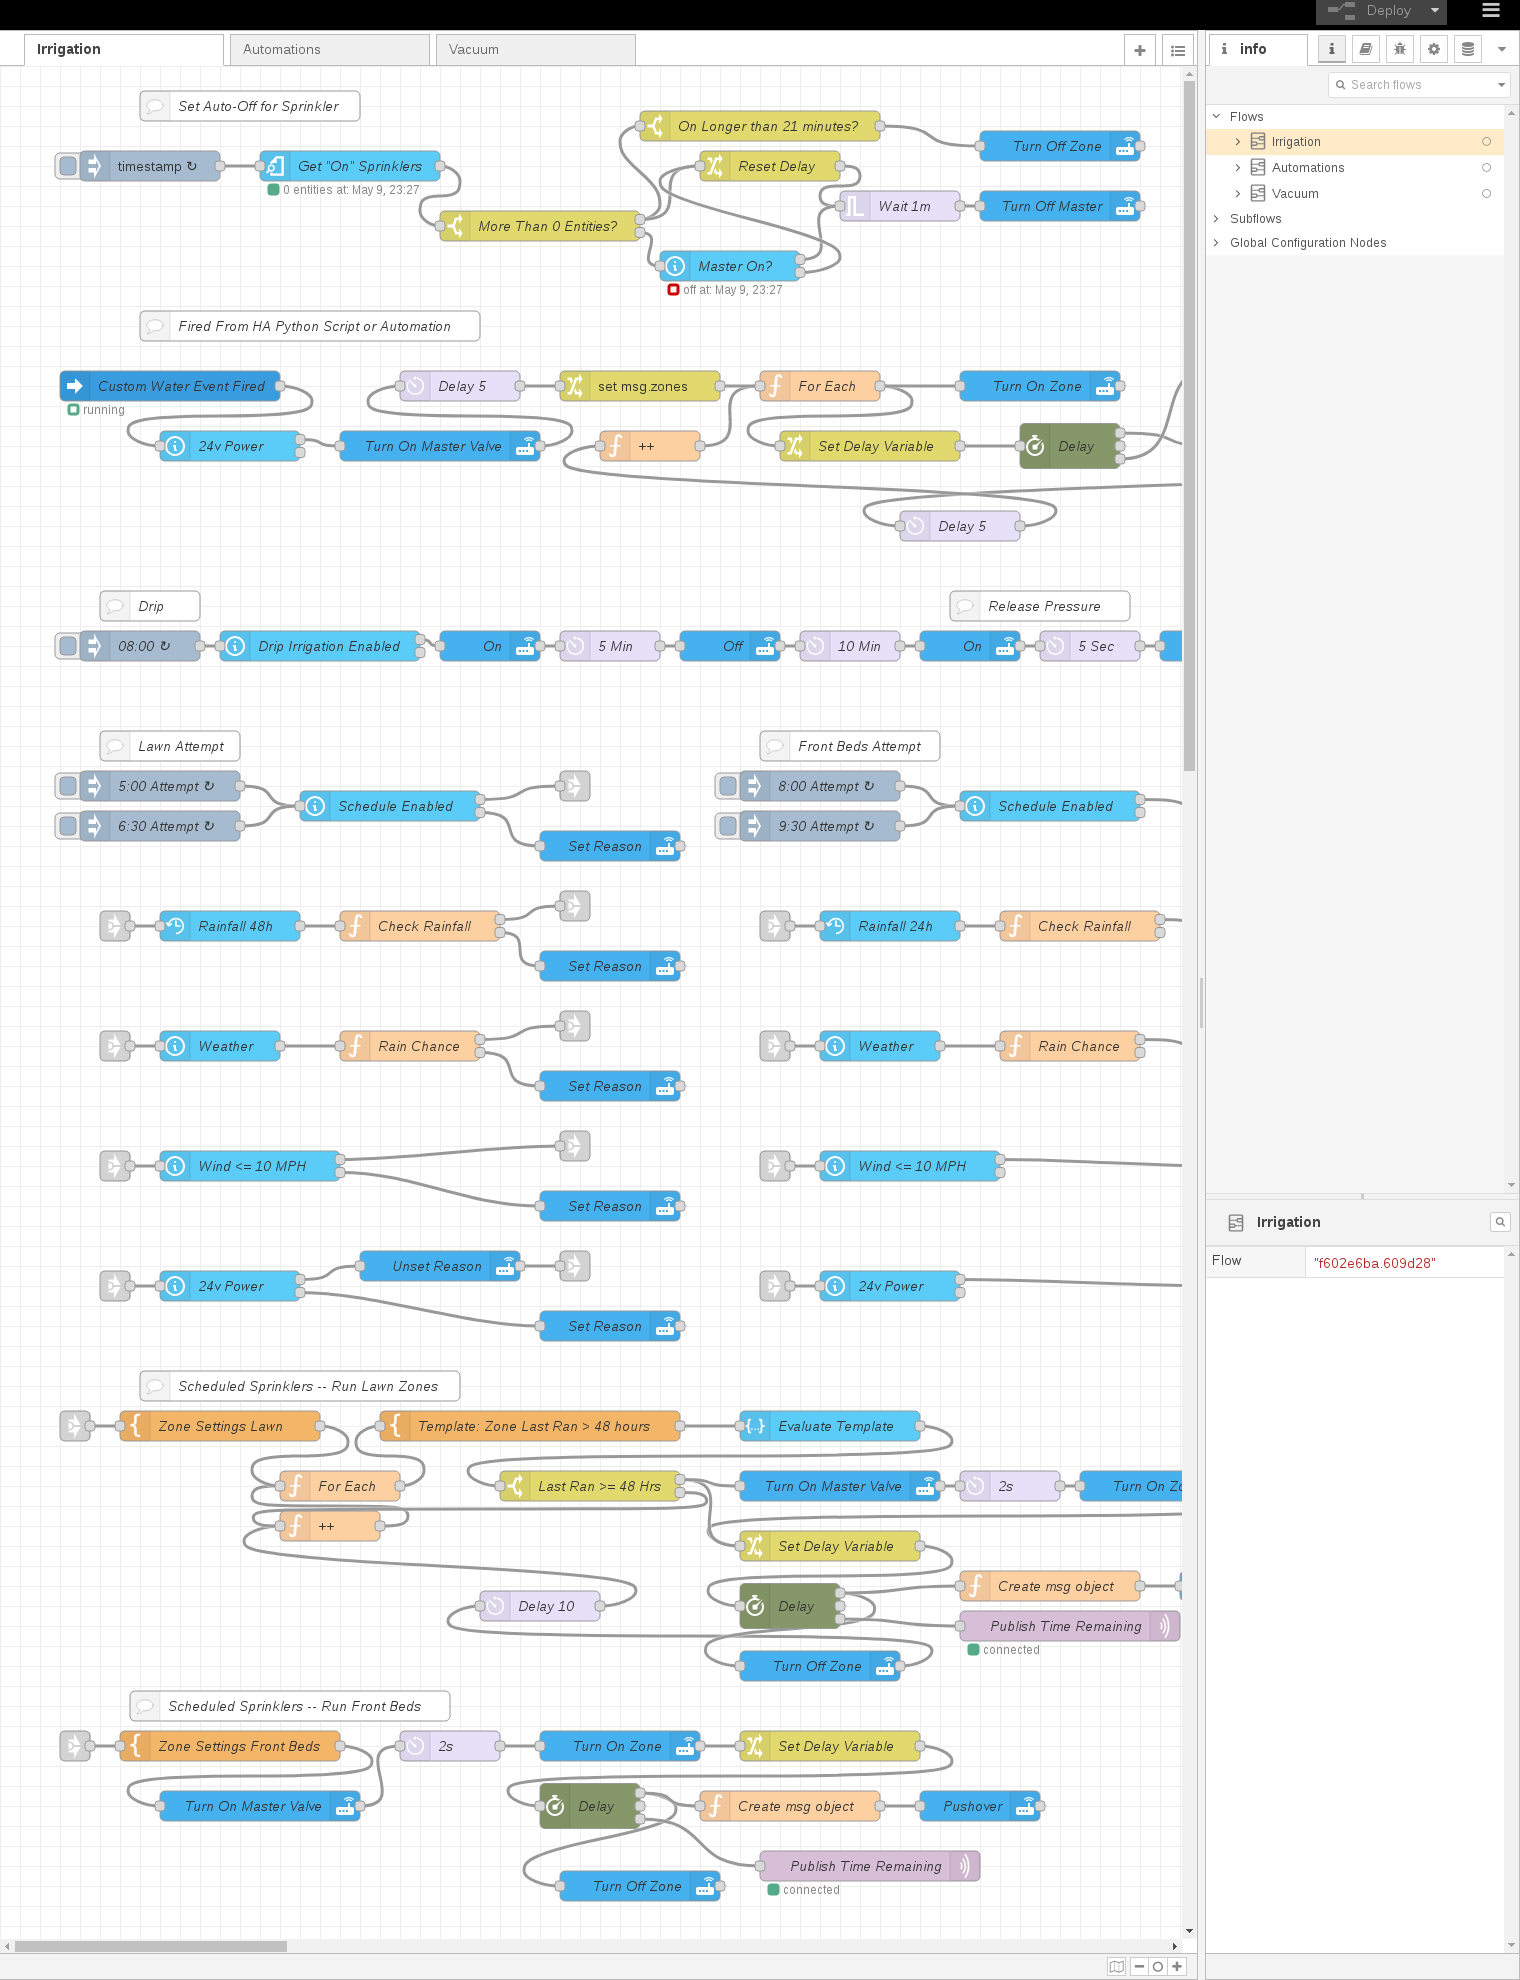 Deploy
Irrigation
Automations
Vacuum
info
Search flows
Flows
Irrigation
Automations
Vacuum
Subflows
Global Configuration Nodes
Set Auto-Off for Sprinkler
On Longer than 21 minutes?
Turn Off Zone
timestamp ↻
Get "On" Sprinklers
Reset Delay
0 entities at: May 9, 23:27
Wait 1m
Turn Off Master
More Than 0 Entities?
Master On?
off at: May 9, 23:27
Fired From HA Python Script or Automation
Custom Water Event Fired
Delay 5
set msg.zones
For Each
Turn On Zone
running
24v Power
Turn On Master Valve
++
Set Delay Variable
Delay
Delay 5
Drip
Release Pressure
08:00 ↻
Drip Irrigation Enabled
On
5 Min
Off
10 Min
On
5 Sec
Lawn Attempt
Front Beds Attempt
5:00 Attempt ↻
8:00 Attempt ↻
Schedule Enabled
Schedule Enabled
6:30 Attempt ↻
9:30 Attempt ↻
Set Reason
Rainfall 48h
Check Rainfall
Rainfall 24h
Check Rainfall
Set Reason
Weather
Rain Chance
Weather
Rain Chance
Set Reason
Wind <= 10 MPH
Wind <= 10 MPH
Set Reason
Irrigation
Flow
"f602e6ba.609d28"
Unset Reason
24v Power
24v Power
Set Reason
Scheduled Sprinklers -- Run Lawn Zones
Zone Settings Lawn
Template: Zone Last Ran > 48 hours
Evaluate Template
For Each
Last Ran >= 48 Hrs
Turn On Master Valve
2s
Turn On Zo
++
Set Delay Variable
Create msg object
Delay 10
Delay
Publish Time Remaining
connected
Turn Off Zone
Scheduled Sprinklers -- Run Front Beds
Zone Settings Front Beds
2s
Turn On Zone
Set Delay Variable
Turn On Master Valve
Delay
Create msg object
Pushover
Publish Time Remaining
Turn Off Zone
connected